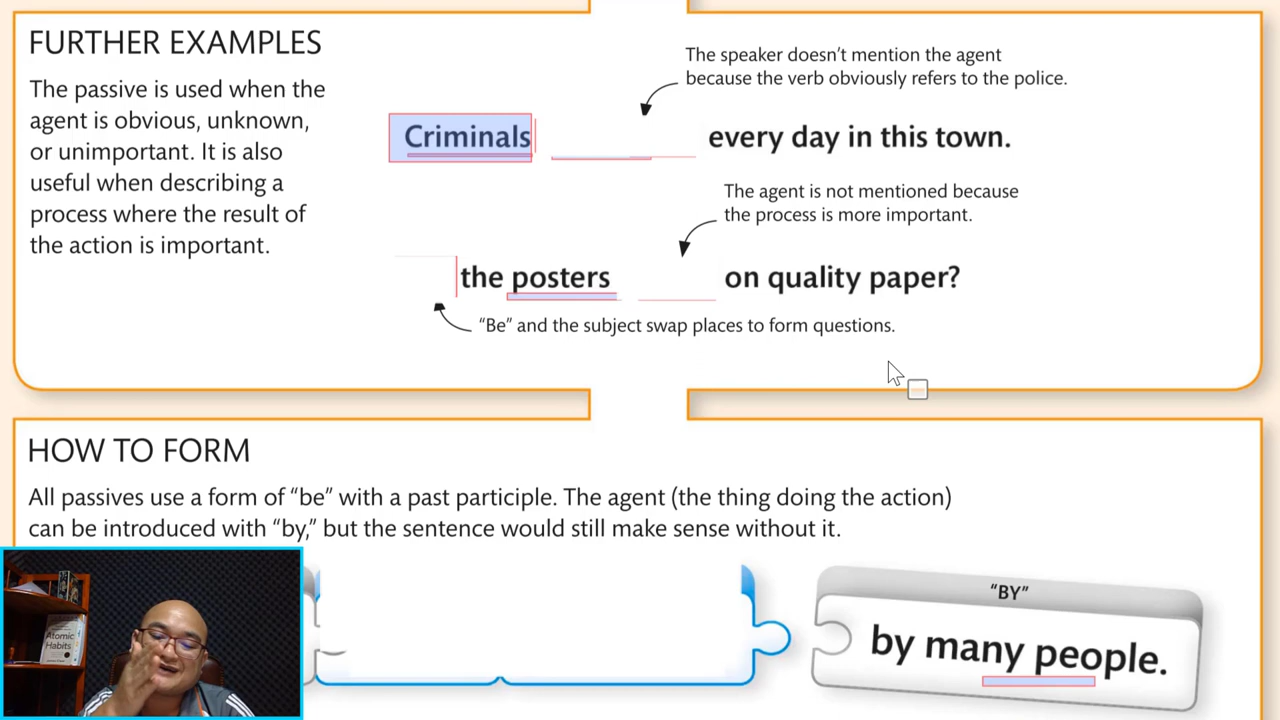 FURTHER EXAMPLES
The passive is used when the
agent is obvious, unknown,
or unimportant. It is also
useful when describing a
process where the result of
the action is important.
The speaker doesn't mention the agent
because the verb obviously refers to the police.
Criminals every day in this town.
The agent is not mentioned because
the process is more important.
the posters on quality paper?
“Be” and the subject swap places to form questions.
HOW TO FORM
All passives use a form of “be” with a past participle. The agent (the thing doing the action)
can be introduced with “by,” but the sentence would still make sense without it.
“BY”
by many people.
Atomic
Habits